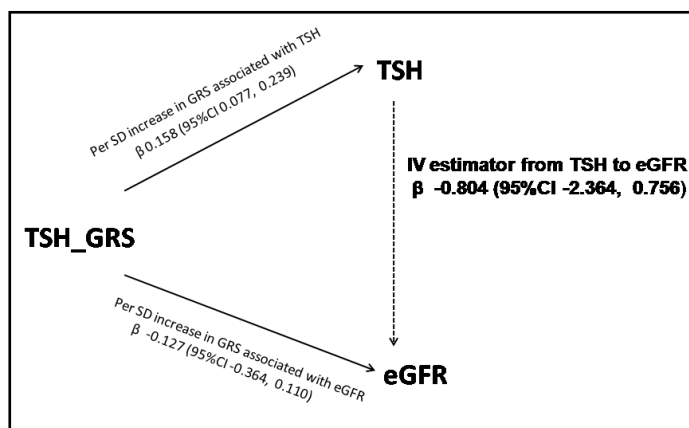 Per SD increase in GRS associated with TSH
β 0.158 (95%CI 0.077, 0.239)
TSH
IV estimator from TSH to eGFR
β -0.804 (95%CI -2.364, 0.756)
TSH_GRS
Per SD increase in GRS associated with eGFR
β -0.127 (95%CI -0.364, 0.110)
eGFR